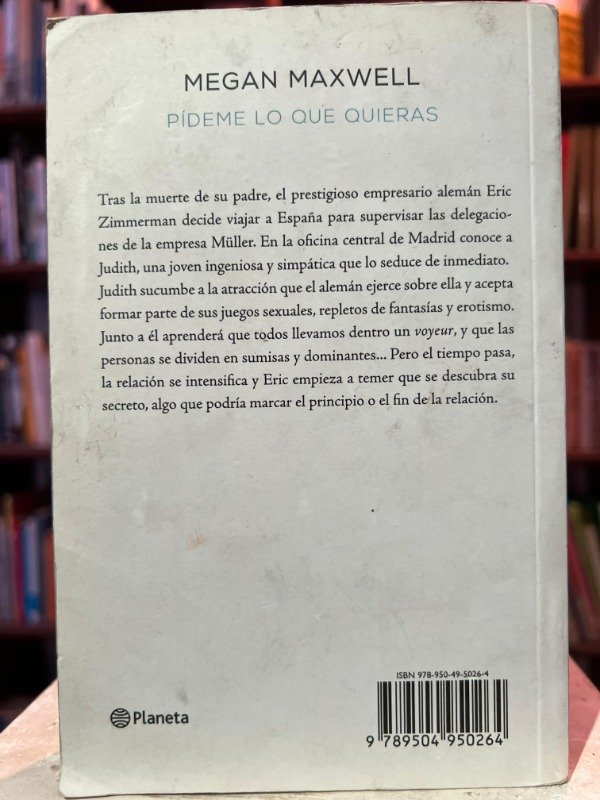 MEGAN MAXWELL
PÍDEME LO QUE QUIERAS
Tras la muerte de su padre, el prestigioso empresario alemán Eric
Zimmerman decide viajar a España para supervisar las delegacio-
nes de la empresa Müller. En la oficina central de Madrid conoce a
Judith, una joven ingeniosa y simpática que lo seduce de inmediato.
Judith sucumbe a la atracción que el alemán ejerce sobre ella y acepta
formar parte de sus juegos sexuales, repletos de fantasías y erotismo.
Junto a él aprenderá que todos llevamos dentro un voyeur, y que las
personas se dividen en sumisas y dominantes... Pero el tiempo pasa,
la relación se intensifica y Eric empieza a temer que se descubra su
secreto, algo que podría marcar el principio o el fin de la relación.
ISBN 978-950-49-5026-4
Planeta
9 789504 950264